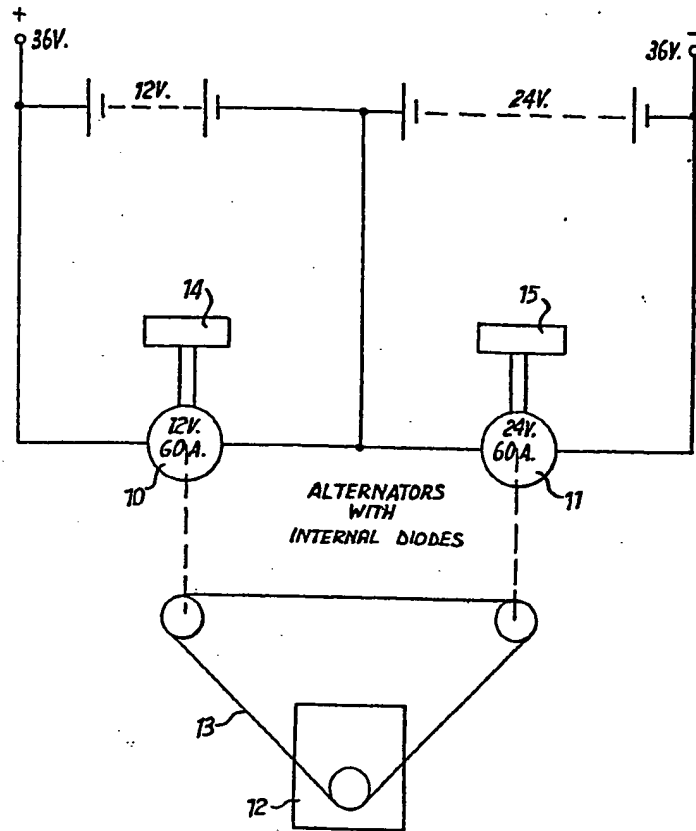 +
36V.
12V.
24V.
-
36V.
14
15
12V.
60A.
24V.
60A.
10
11
ALTERNATORS
WITH
INTERNAL DIODES
13
12